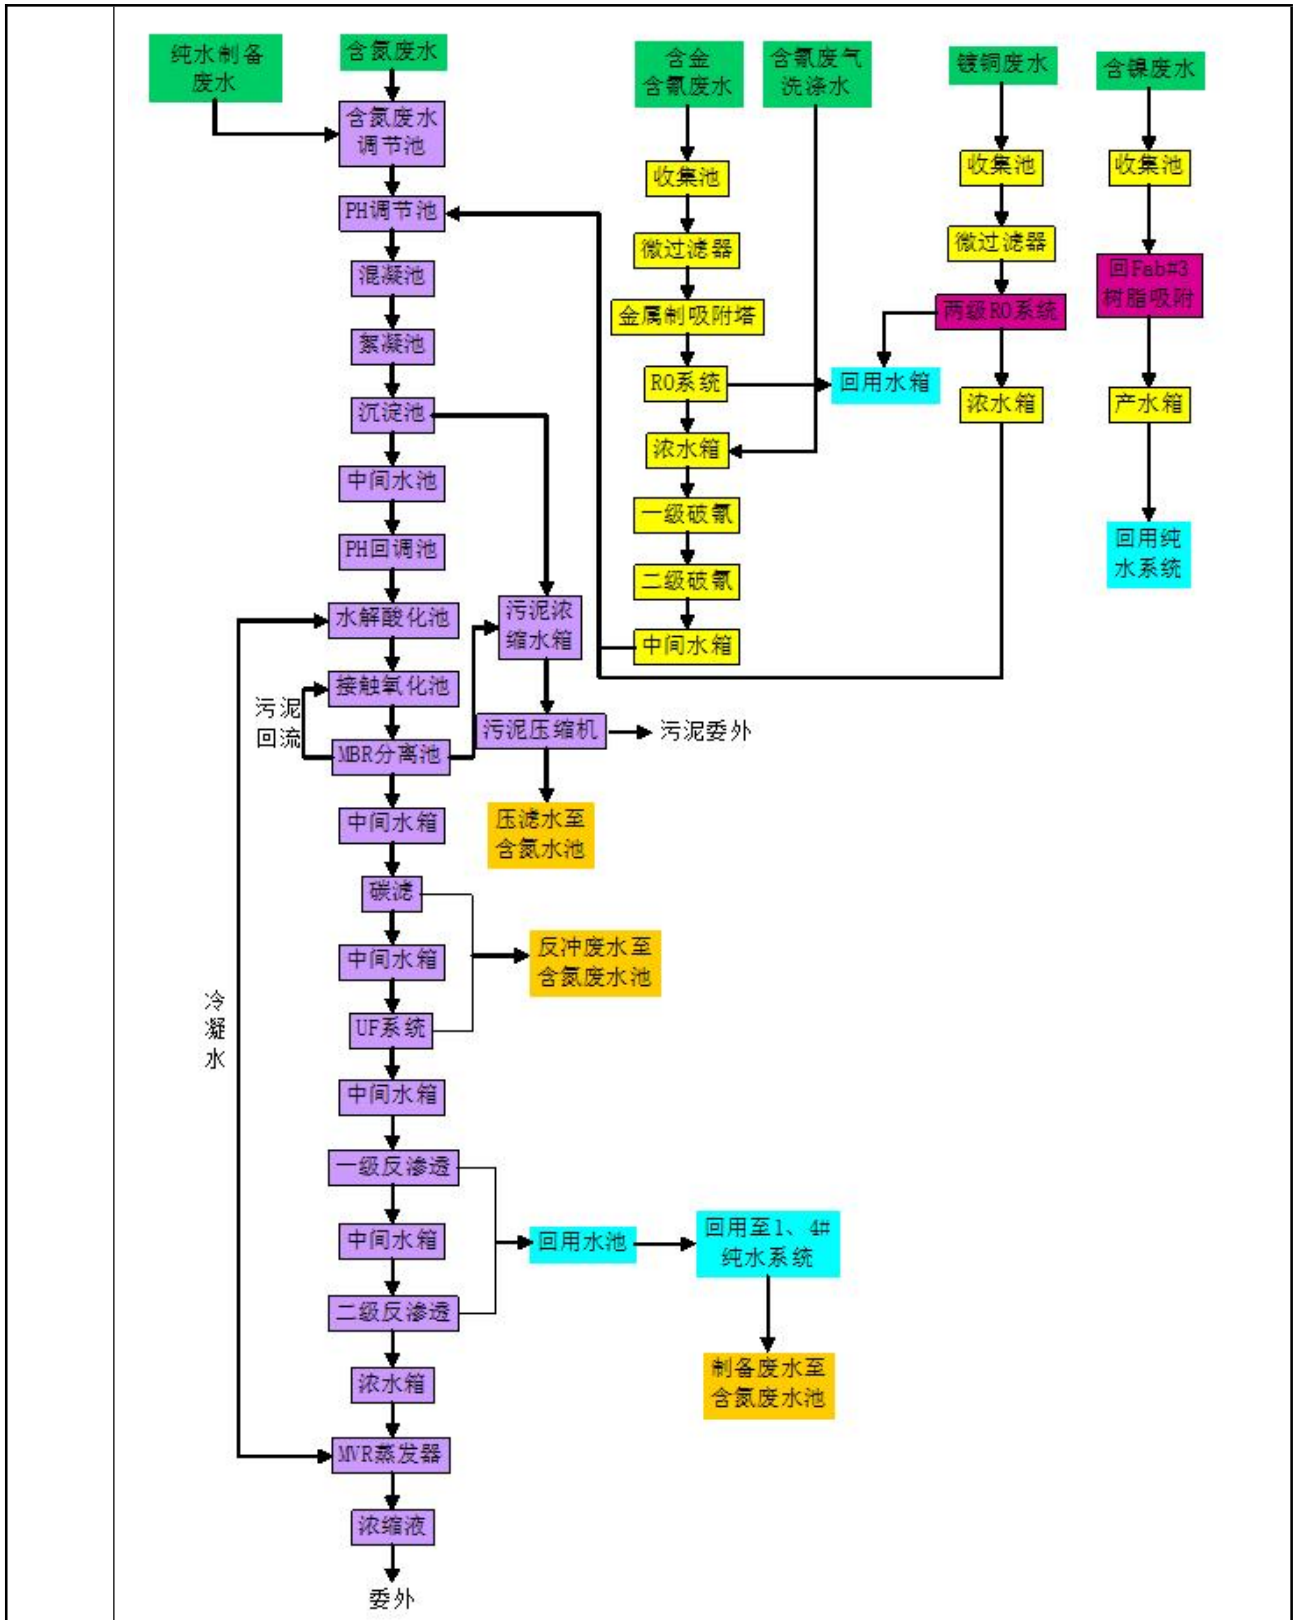 纯水制备
废水
含氮废水
含金
含氰废水
含氰废气
洗涤水
镀铜废水
含镍废水
含氮废水
调节池
PH调节池
混凝池
絮凝池
沉淀池
中间水池
PH回调池
水解酸化池
接触氧化池
污泥
回流
MBR分离池
中间水箱
碳滤
中间水箱
UF系统
中间水箱
一级反渗透
中间水箱
二级反渗透
浓水箱
MVR蒸发器
浓缩液
委外
冷
凝
水
污泥浓
缩水箱
污泥压缩机
污泥委外
压滤水至
含氮水池
反冲废水至
含氮废水池
回用水池
回用至1、4#
纯水系统
制备废水至
含氮废水池
收集池
微过滤器
金属制吸附塔
RO系统
浓水箱
一级破氰
二级破氰
中间水箱
回用水箱
收集池
微过滤器
两级RO系统
浓水箱
收集池
回Fab#3
树脂吸附
产水箱
回用纯
水系统